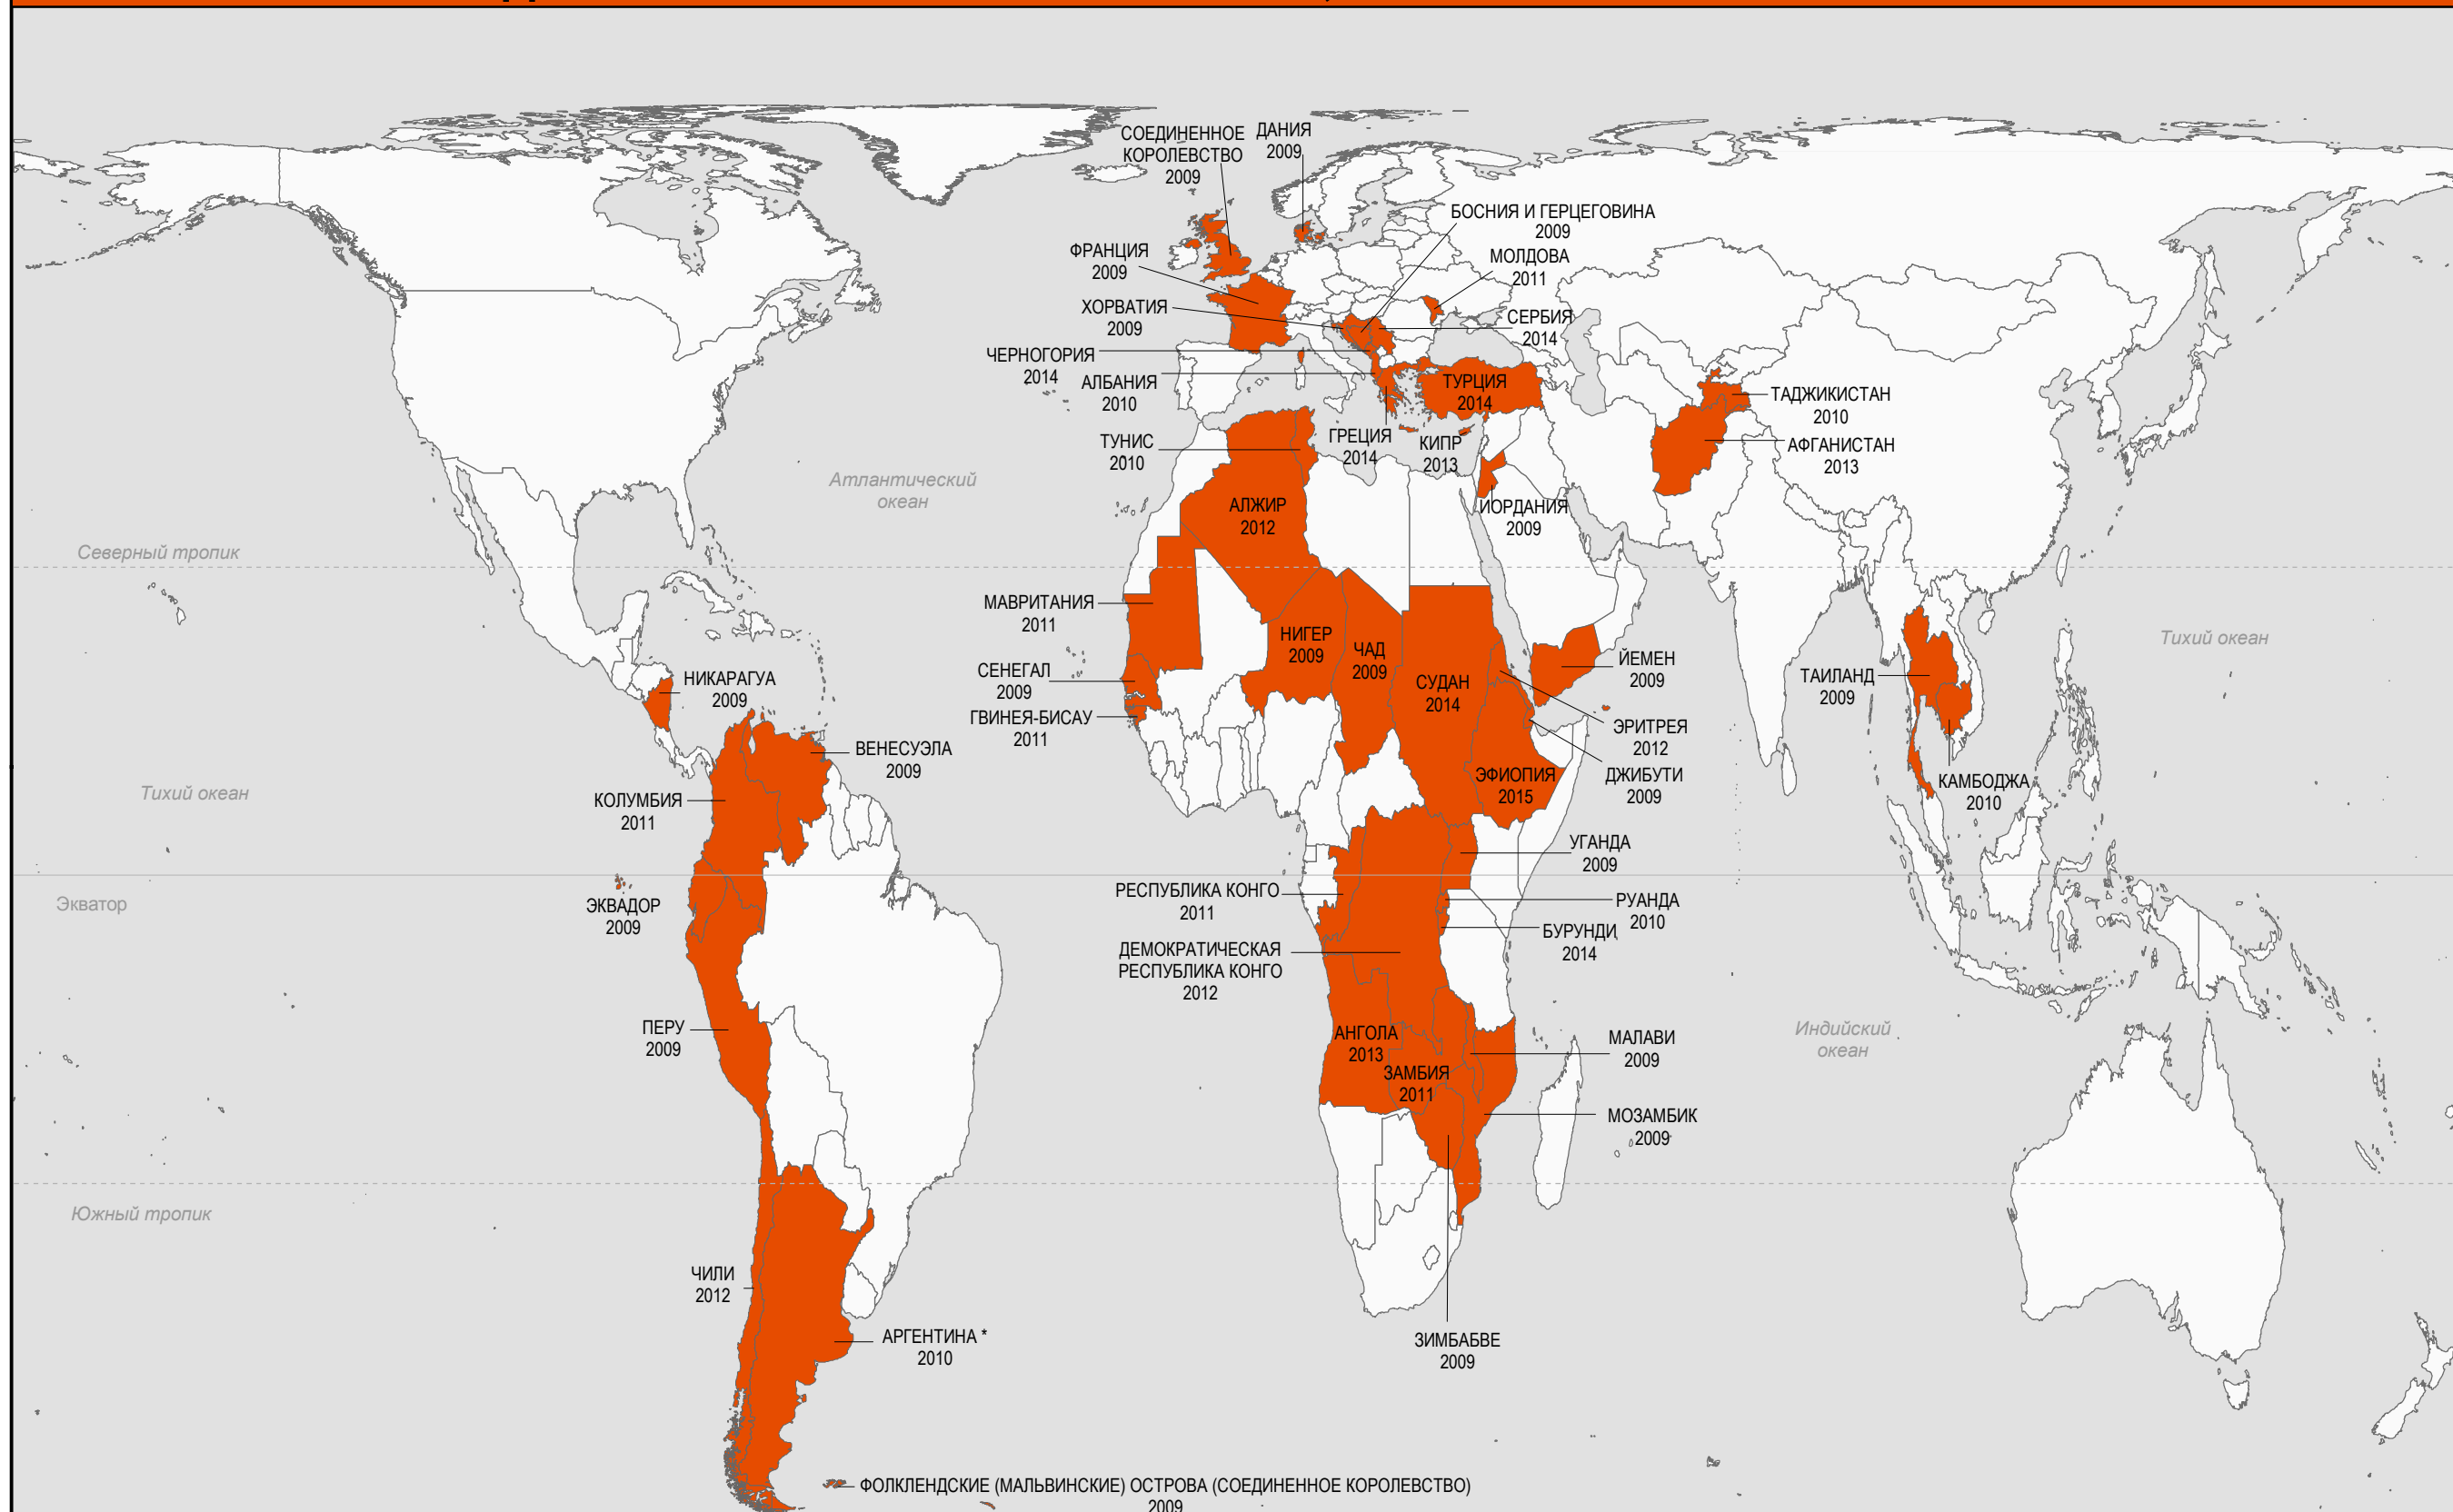 СОЕДИНЕННОЕ
КОРОЛЕВСТВО
2009
ДАНИЯ
2009
БОСНИЯ И ГЕРЦЕГОВИНА
2009
ФРАНЦИЯ
2009
МОЛДОВА
2011
ХОРВАТИЯ
2009
СЕРБИЯ
2014
ЧЕРНОГОРИЯ
2014
АЛБАНИЯ
2010
ТУРЦИЯ
2014
ТАДЖИКИСТАН
2010
ТУНИС
2010
ГРЕЦИЯ
2014
КИПР
2013
АФГАНИСТАН
2013
Атлантический
океан
АЛЖИР
2012
ИОРДАНИЯ
2009
Северный тропик
МАВРИТАНИЯ
2011
НИГЕР
2009
ЧАД
2009
Тихий океан
СЕНЕГАЛ
2009
НИКАРАГУА
2009
СУДАН
2014
ЙЕМЕН
2009
ТАИЛАНД
2009
ГВИНЕЯ-БИСАУ
2011
ЭРИТРЕЯ
2012
ВЕНЕСУЭЛА
2009
ЭФИОПИЯ
2015
ДЖИБУТИ
2009
КАМБОДЖА
2010
Тихий океан
КОЛУМБИЯ
2011
УГАНДА
2009
РЕСПУБЛИКА КОНГО
2011
РУАНДА
2010
Экватор
ЭКВАДОР
2009
БУРУНДИ
2014
ДЕМОКРАТИЧЕСКАЯ
РЕСПУБЛИКА КОНГО
2012
ПЕРУ
2009
АНГОЛА
2013
Индийский
океан
МАЛАВИ
2009
ЗАМБИЯ
2011
МОЗАМБИК
2009
Южный тропик
ЧИЛИ
2012
АРГЕНТИНА *
2010
ЗИМБАБВЕ
2009
ФОЛКЛЕНДСКИЕ (МАЛЬВИНСКИЕ) ОСТРОВА (СОЕДИНЕННОЕ КОРОЛЕВСТВО)
2009